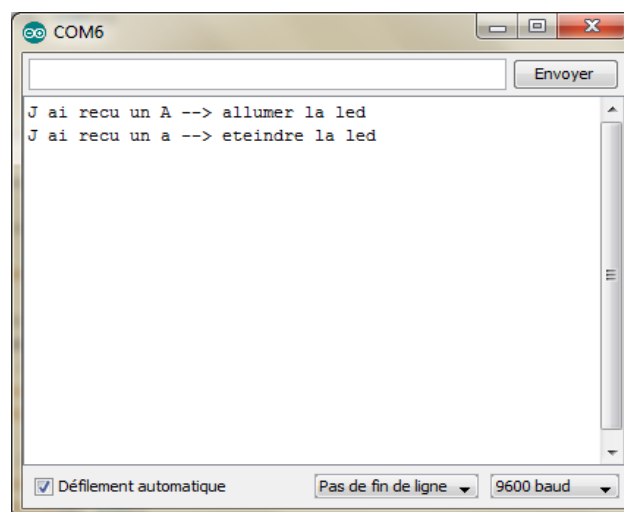 COM6
Envoyer
J ai recu un A --> allumer la led
J ai recu un a --> eteindre la led
Défilement automatique
Pas de fin de ligne
9600 baud